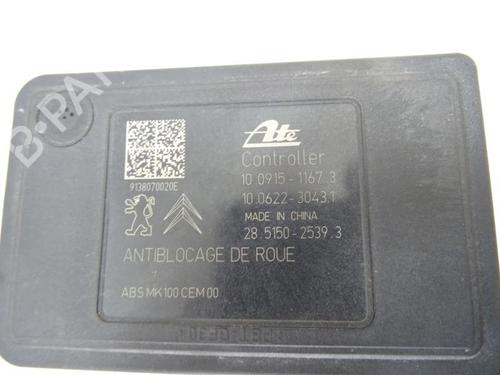 B-PA
Ate
Controller
10.0915-1167.3
10.0622-3043.1
MADE IN CHINA
28.5150-2539.3
9138070020E
ANTIBLOCAGE DE ROUE
ABS MK100 CEM 00